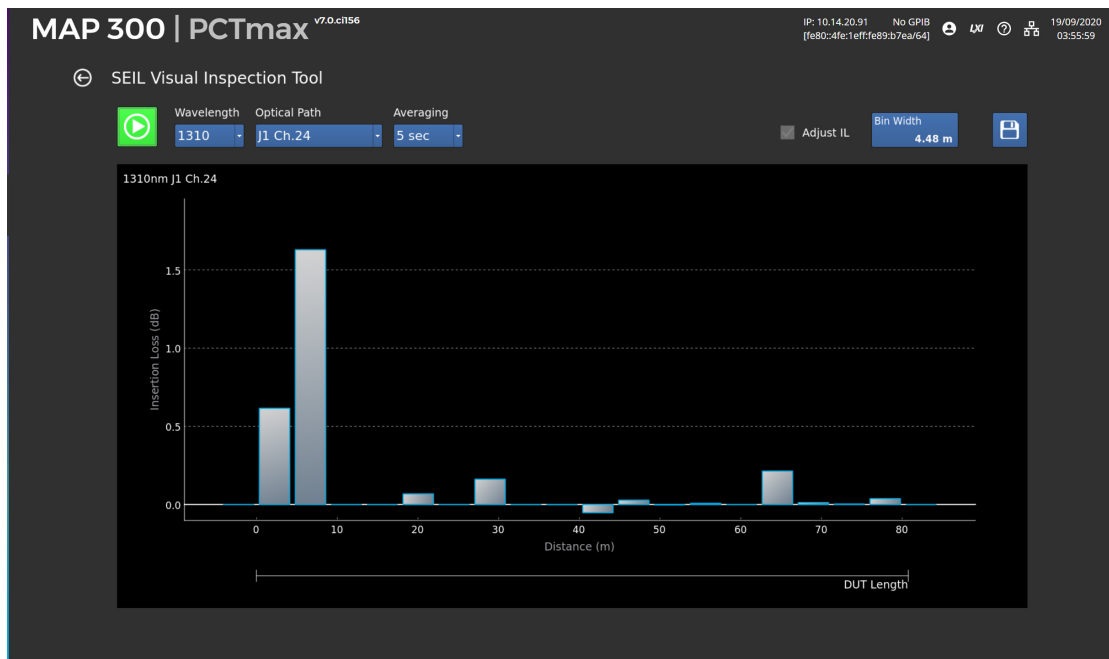 MAP 300 | PCTmax v7.0.ci156
IP: 10.14.20.91 No GPIB
[fe80::4fe:1eff:fe89:b7ea/64]
LXI
19/09/2020
03:55:59
SEIL Visual Inspection Tool
Wavelength Optical Path Averaging
1310 J1 Ch.24 5 sec
Adjust IL
Bin Width
4.48 m
1310nm J1 Ch.24
Insertion Loss (dB)
1.5
1.0
0.5
0.0
0 10 20 30 40 50 60 70 80
Distance (m)
DUT Length